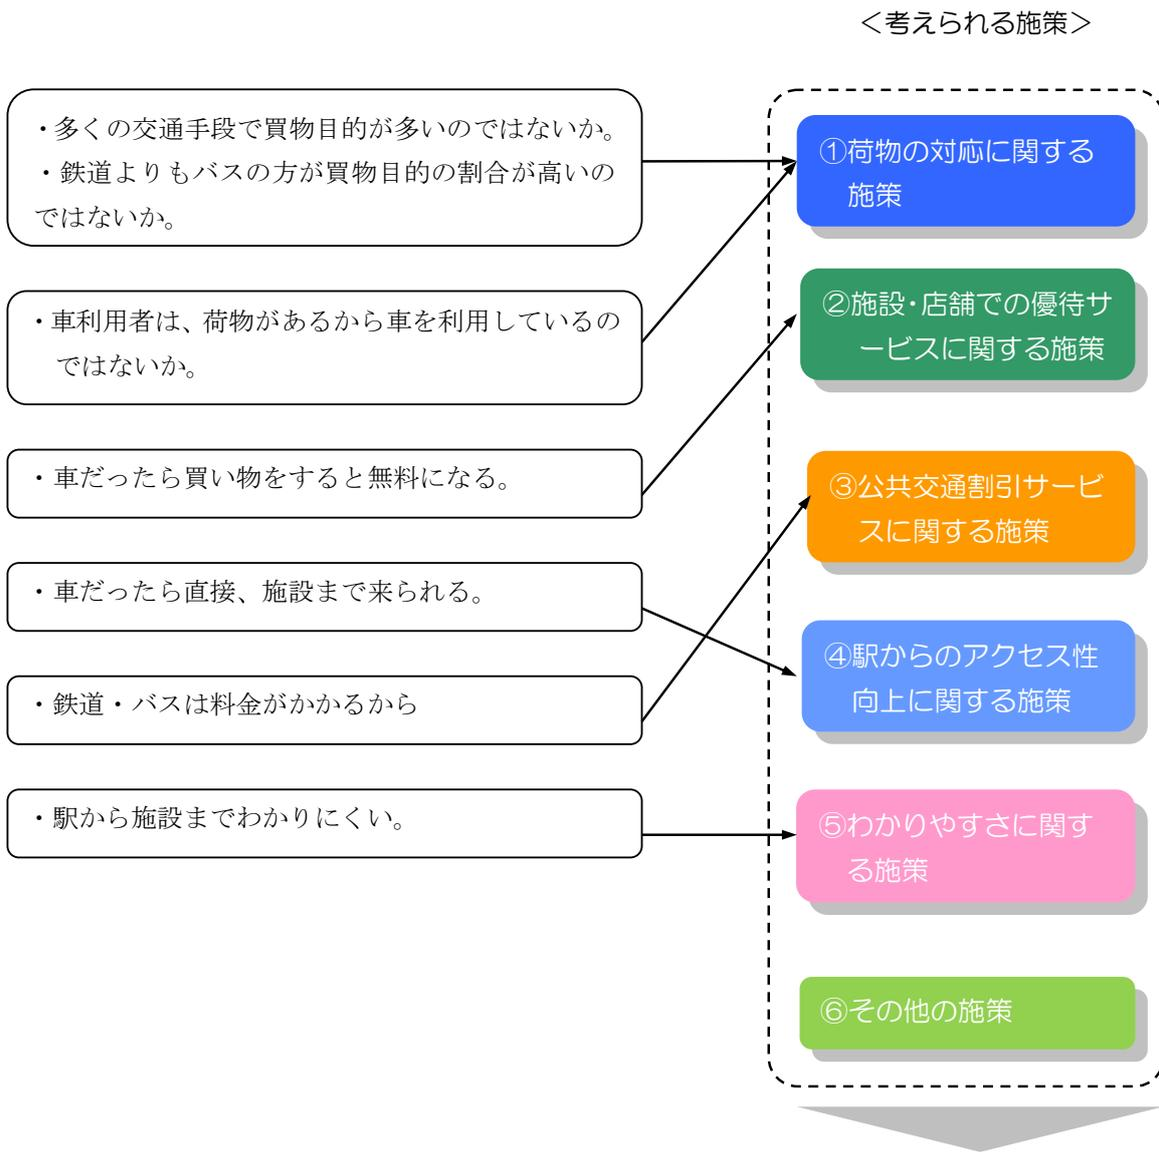 ＜考えられる施策＞
・多くの交通手段で買物目的が多いのではないか。
・鉄道よりもバスの方が買物目的の割合が高いの
ではないか。
・車利用者は、荷物があるから車を利用しているの
ではないか。
・車だったら買い物をすると無料になる。
・車だったら直接、施設まで来られる。
・鉄道・バスは料金がかかるから
・駅から施設までわかりにくい。
①荷物の対応に関する
施策
②施設・店舗での優待サ
ービスに関する施策
③公共交通割引サービ
スに関する施策
④駅からのアクセス性
向上に関する施策
⑤わかりやすさに関す
る施策
⑥その他の施策